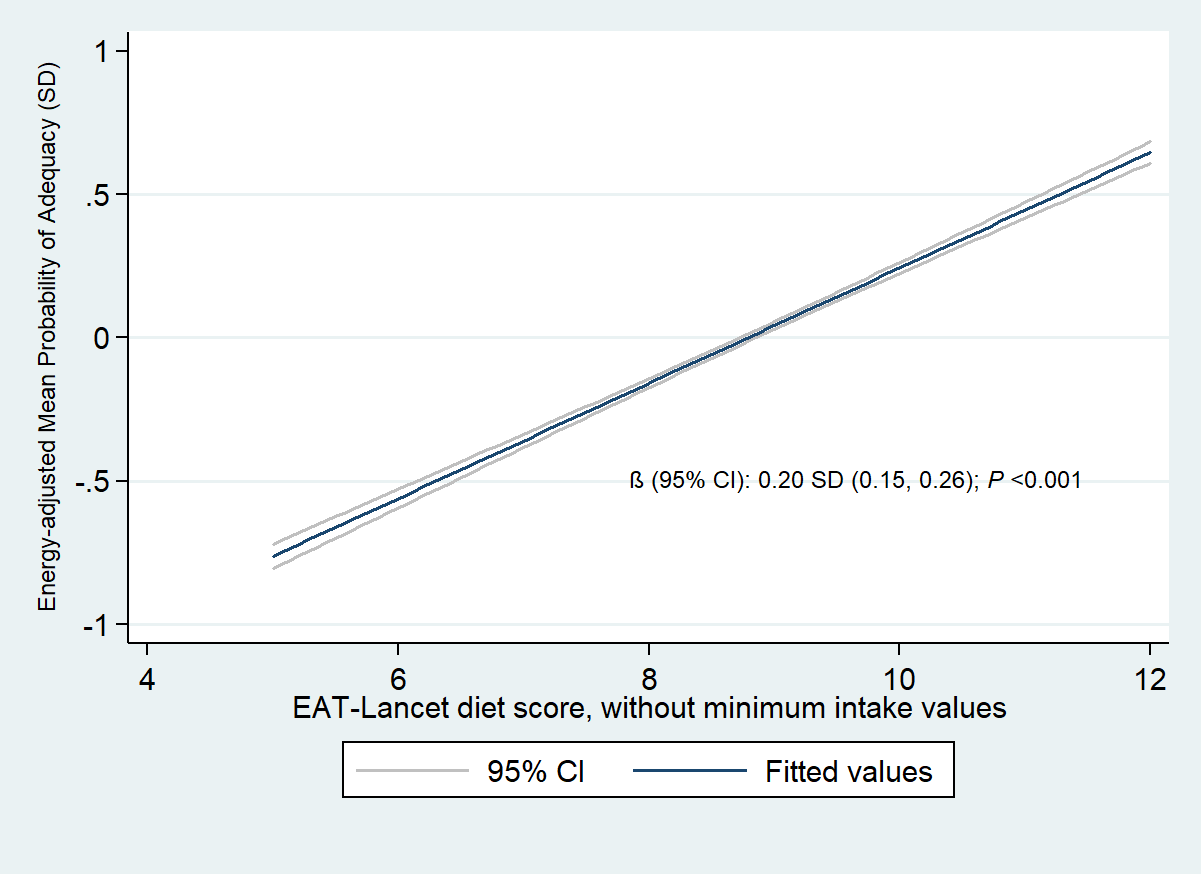 Energy-adjusted Mean Probability of Adequacy (SD)
1
.5
0
-.5
-1
ß (95% CI): 0.20 SD (0.15, 0.26); P <0.001
4 6 8 10 12
EAT-Lancet diet score, without minimum intake values
95% CI Fitted values